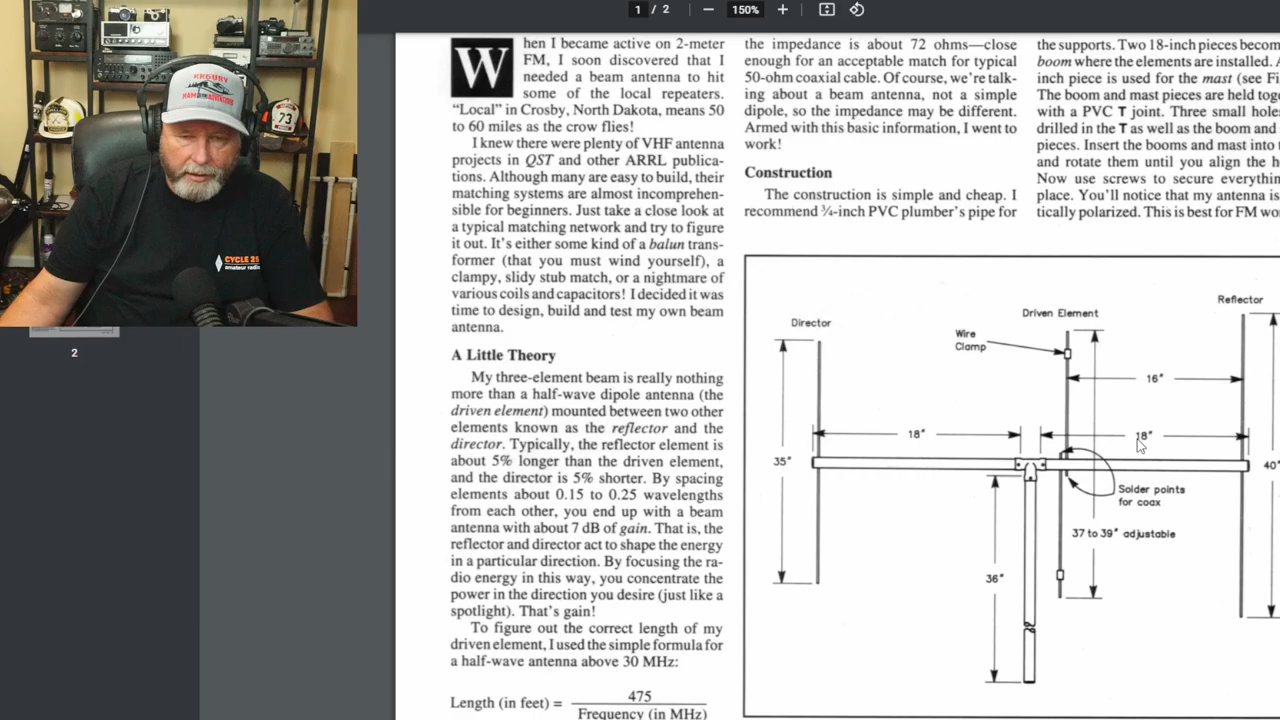 1 / 2
150%
KROUSY
HAM RADIO ADVENTURES
73
CYCLE 25
amateur radio
2
When I became active on 2-meter
FM, I soon discovered that I
needed a beam antenna to hit
some of the local repeaters.
“Local” in Crosby, North Dakota, means 50
to 60 miles as the crow flies!
I knew there were plenty of VHF antenna
projects in QST and other ARRL publica-
tions. Although many are easy to build, their
matching systems are almost incomprehen-
sible for beginners. Just take a close look at
a typical matching network and try to figure
it out. It’s either some kind of a balun trans-
former (that you must wind yourself), a
clampy, slidy stub match, or a nightmare of
various coils and capacitors! I decided it was
time to design, build and test my own beam
antenna.
A Little Theory
My three-element beam is really nothing
more than a half-wave dipole antenna (the
driven element) mounted between two other
elements known as the reflector and the
director. Typically, the reflector element is
about 5% longer than the driven element,
and the director is 5% shorter. By spacing
elements about 0.15 to 0.25 wavelengths
from each other, you end up with a beam
antenna with about 7 dB of gain. That is, the
reflector and director act to shape the energy
in a particular direction. By focusing the ra-
dio energy in this way, you concentrate the
power in the direction you desire (just like a
spotlight). That’s gain!
To figure out the correct length of my
driven element, I used the simple formula for
a half-wave antenna above 30 MHz:
Length (in feet) = 475
Frequency (in MHz)
the impedance is about 72 ohms—close
enough for an acceptable match for typical
50-ohm coaxial cable. Of course, we’re talk-
ing about a beam antenna, not a simple
dipole, so the impedance may be different.
Armed with this basic information, I went to
work!
Construction
The construction is simple and cheap. I
recommend ¾-inch PVC plumber’s pipe for
the supports. Two 18-inch pieces becom
boom where the elements are installed. A
inch piece is used for the mast (see Fi
The boom and mast pieces are held toge
with a PVC T joint. Three small hole
drilled in the T as well as the boom and
pieces. Insert the booms and mast into t
and rotate them until you align the h
Now use screws to secure everythin
place. You’ll notice that my antenna is
tically polarized. This is best for FM wo
Reflector
Driven Element
Director
Wire
Clamp
16"
18"
18"
35"
40"
Solder points
for coax
37 to 39" adjustable
36"